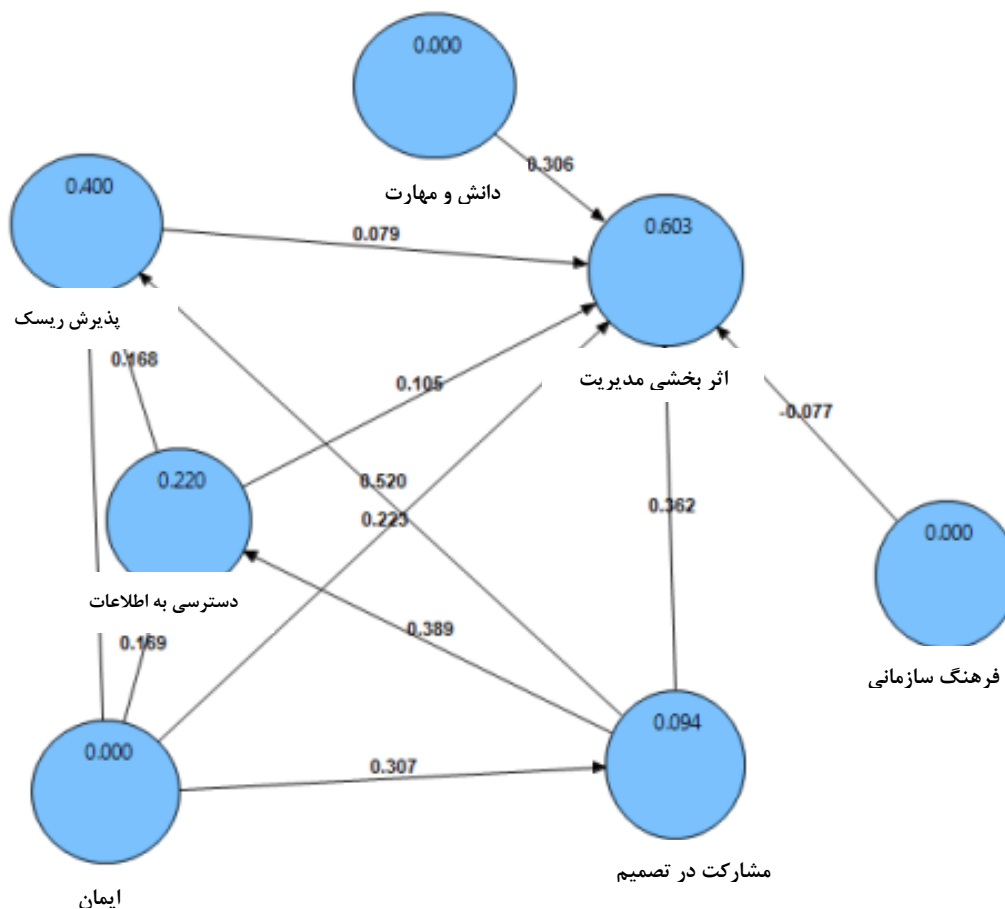 0.000
0.306
دانش و مهارت
0.400
0.603
0.079
پذیرش ریسک
0.168
0.105
اثر بخشی مدیریت
-0.077
0.220
0.520
0.223
0.362
0.000
دسترسی به اطلاعات
0.389
0.169
فرهنگ سازمانی
0.000
0.307
0.094
مشارکت در تصمیم
ایمان